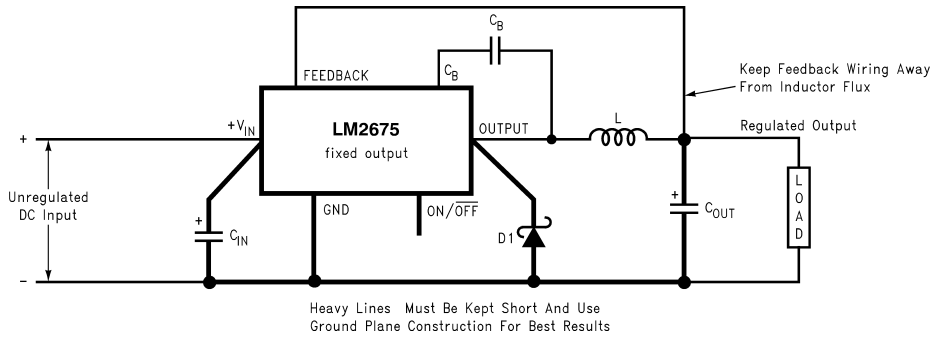 C_B
FEEDBACK
C_B
Keep Feedback Wiring Away
From Inductor Flux
+
+V_IN
LM2675
fixed output
OUTPUT
L
Regulated Output
Unregulated
DC Input
GND
ON/O̅F̅F̅
+
C_IN
D1
+
C_OUT
LOAD
−
Heavy Lines Must Be Kept Short And Use
Ground Plane Construction For Best Results